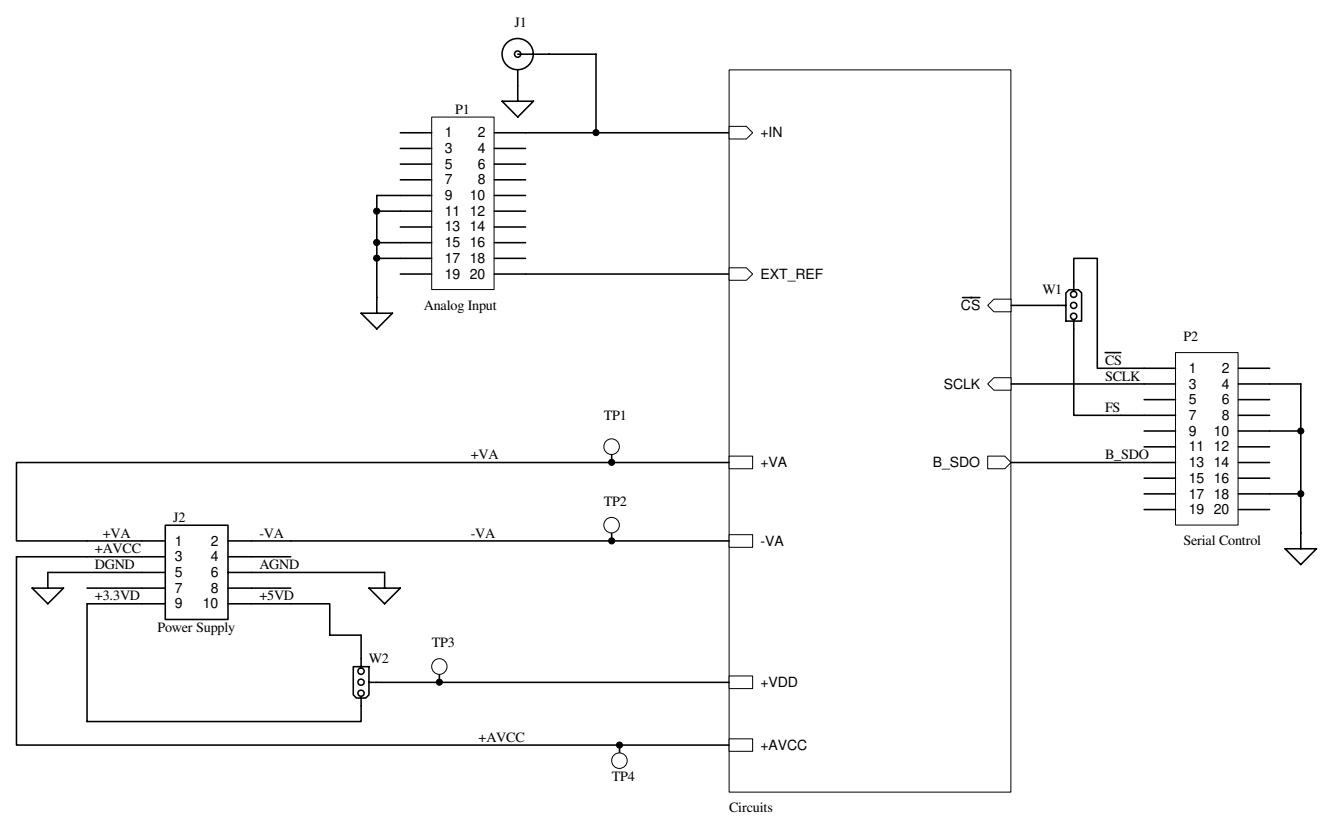 J1
P1
1 2
3 4
5 6
7 8
9 10
11 12
13 14
15 16
17 18
19 20
Analog Input
+IN
EXT_REF
CS
SCLK
B_SDO
+VA
-VA
+VDD
+AVCC
Circuits
W1
P2
CS
SCLK
FS
B_SDO
1 2
3 4
5 6
7 8
9 10
11 12
13 14
15 16
17 18
19 20
Serial Control
TP1
+VA
TP2
-VA
J2
+VA
+AVCC
DGND
+3.3VD
1 2
3 4
5 6
7 8
9 10
-VA
AGND
+5VD
Power Supply
W2
TP3
+AVCC
TP4